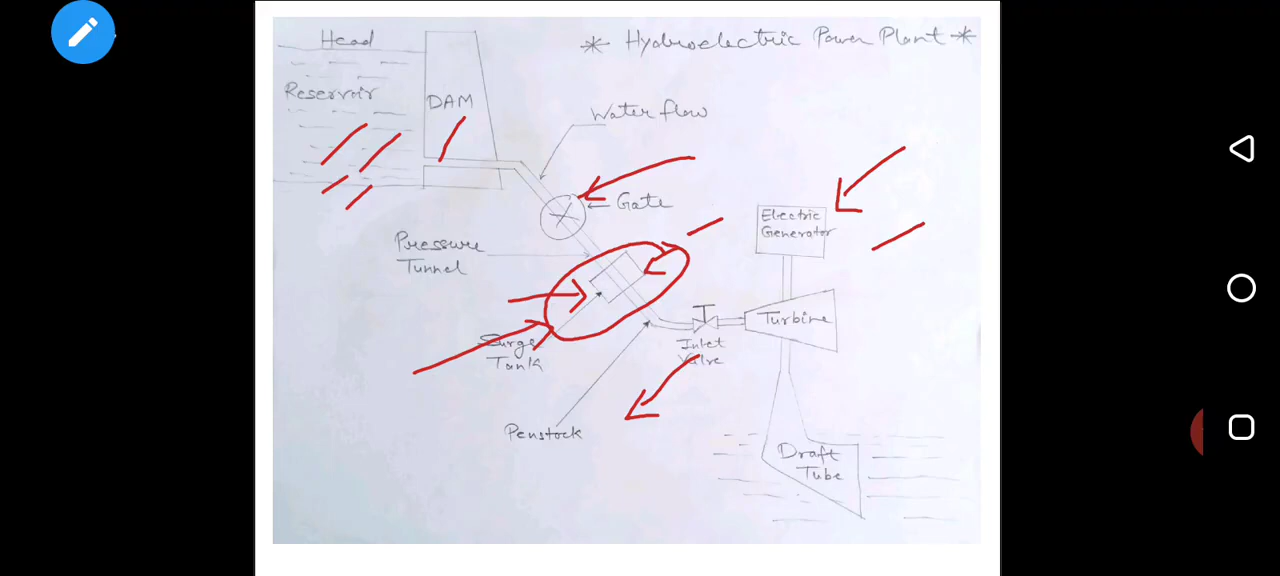 Head
* Hydroelectric Power Plant *
Reservoir
DAM
Water flow
Gate
Electric
Generator
Pressure
Tunnel
Turbine
Surge
Tank
Inlet
Valve
Penstock
Draft
Tube